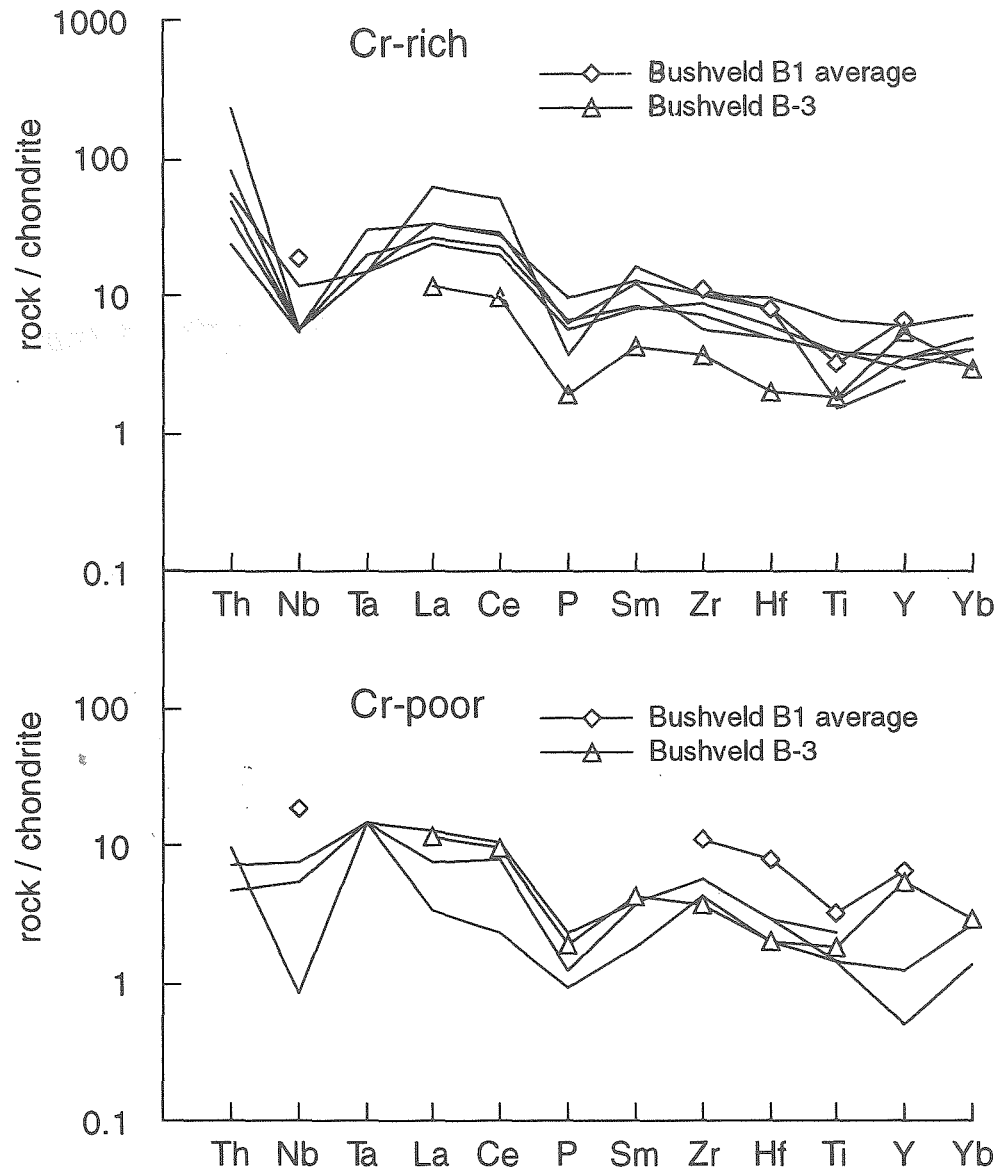 1000
Cr-rich
Bushveld B1 average
Bushveld B-3
100
10
1
0.1
rock / chondrite
Th Nb Ta La Ce P Sm Zr Hf Ti Y Yb
100
Cr-poor
Bushveld B1 average
Bushveld B-3
10
1
0.1
rock / chondrite
Th Nb Ta La Ce P Sm Zr Hf Ti Y Yb